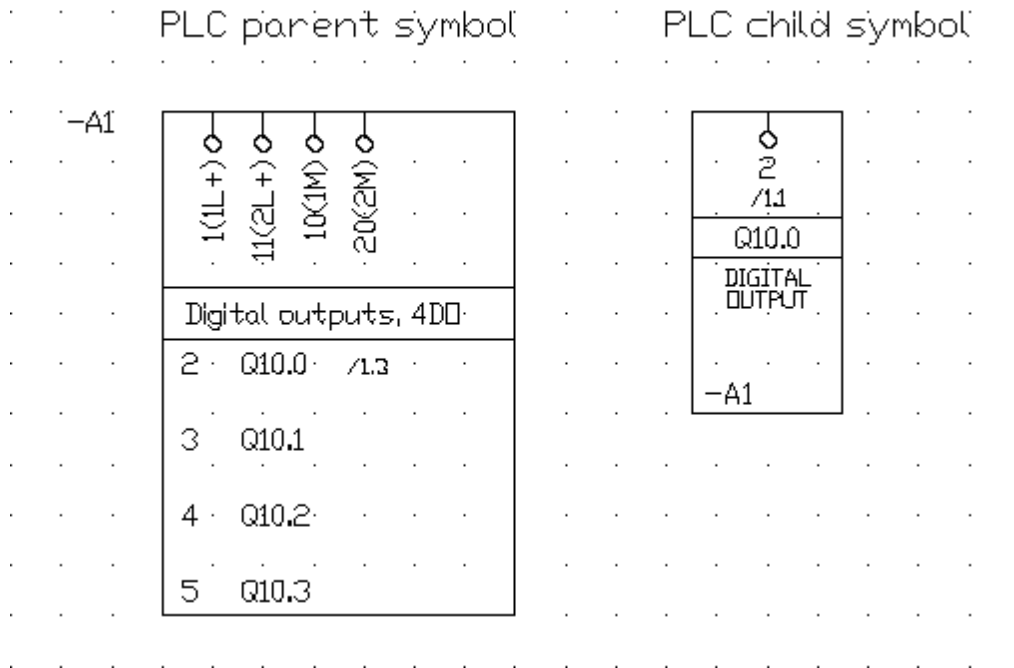 PLC parent symbol
PLC child symbol
-A1
1(1L+)
11(2L+)
10(1M)
20(2M)
Digital outputs, 4DO
2 Q10.0 /1.3
3 Q10.1
4 Q10.2
5 Q10.3
2
/1.1
Q10.0
DIGITAL
OUTPUT
-A1